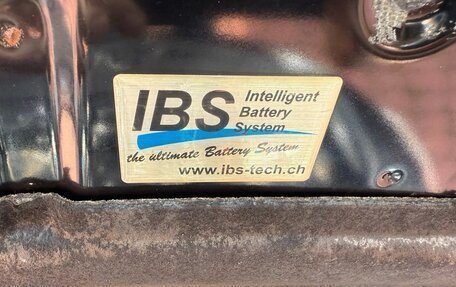 IBS Intelligent
Battery
System
the ultimate Battery System
www.ibs-tech.ch